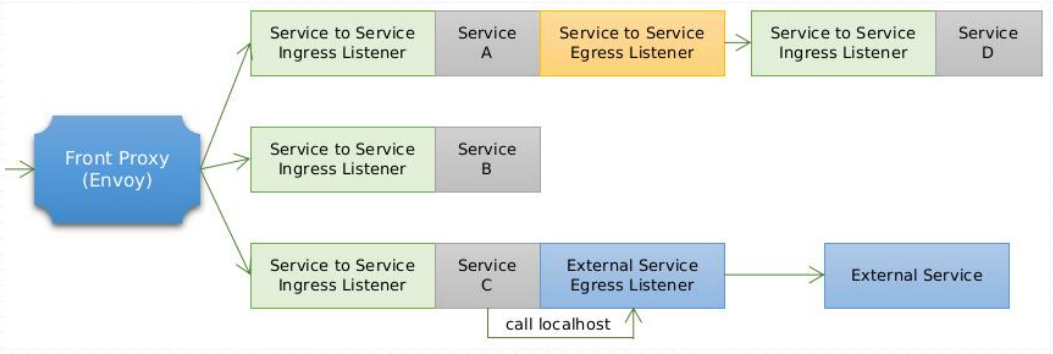 Service to Service
Ingress Listener
Service
A
Service to Service
Egress Listener
Service to Service
Ingress Listener
Service
D
Front Proxy
(Envoy)
Service to Service
Ingress Listener
Service
B
Service to Service
Ingress Listener
Service
C
External Service
Egress Listener
External Service
call localhost